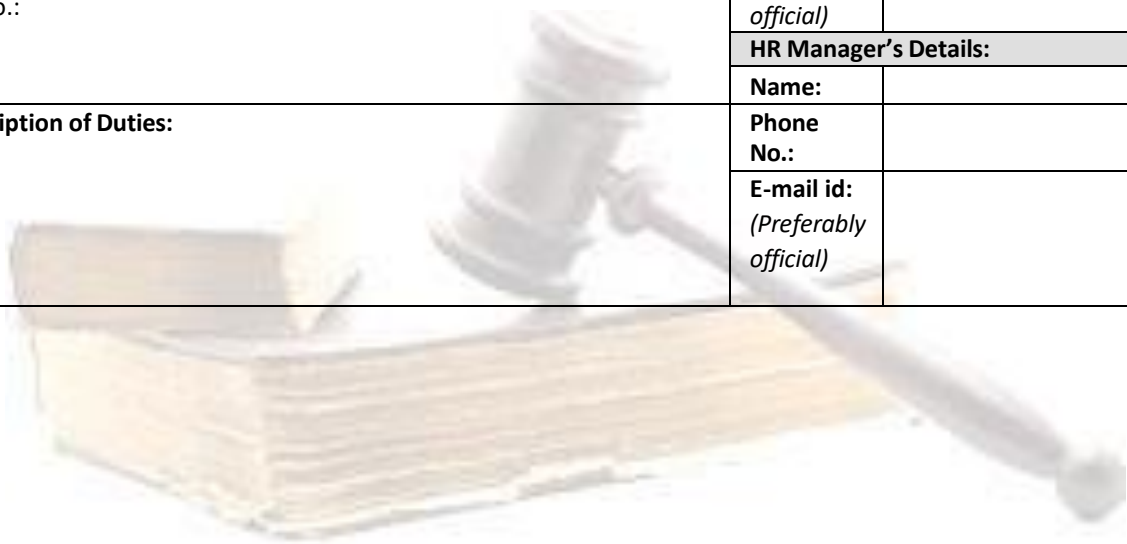 o.:
official)
HR Manager’s Details:
Name:
iption of Duties:
Phone
No.:
E-mail id:
(Preferably
official)